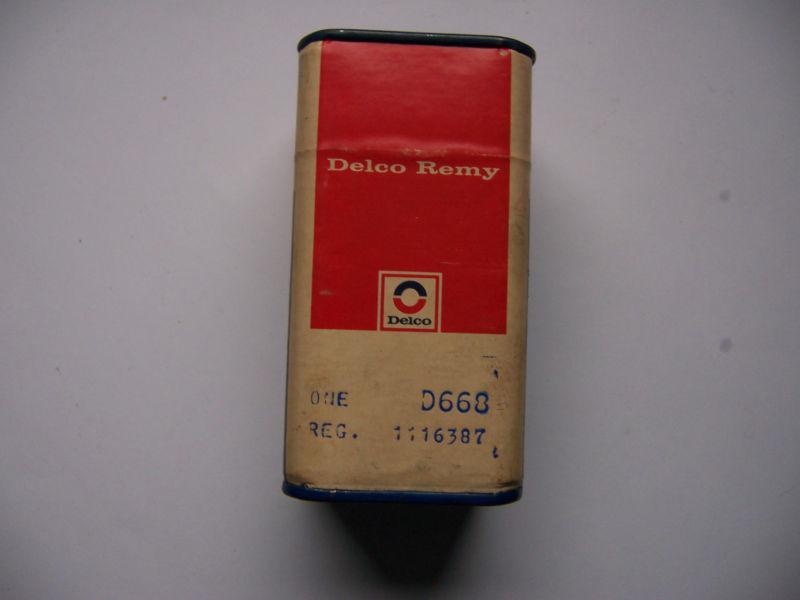 Delco Remy
Delco
ONE D668
REG. 1116387